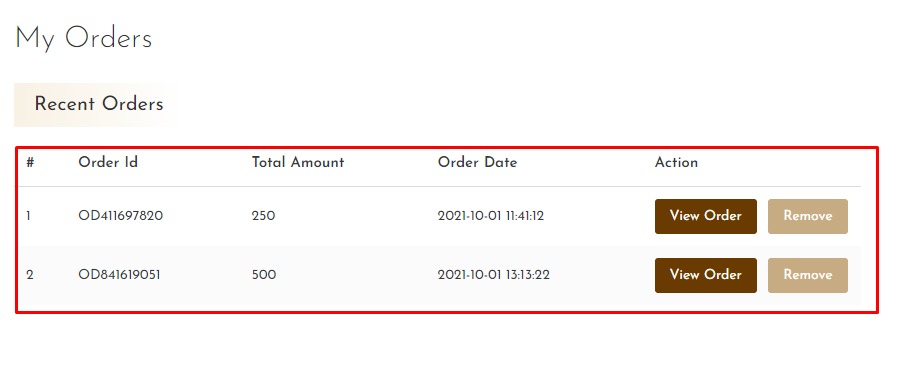 My Orders
Recent Orders
# Order Id Total Amount Order Date Action
1 OD411697820 250 2021-10-01 11:41:12 View Order Remove
2 OD841619051 500 2021-10-01 13:13:22 View Order Remove